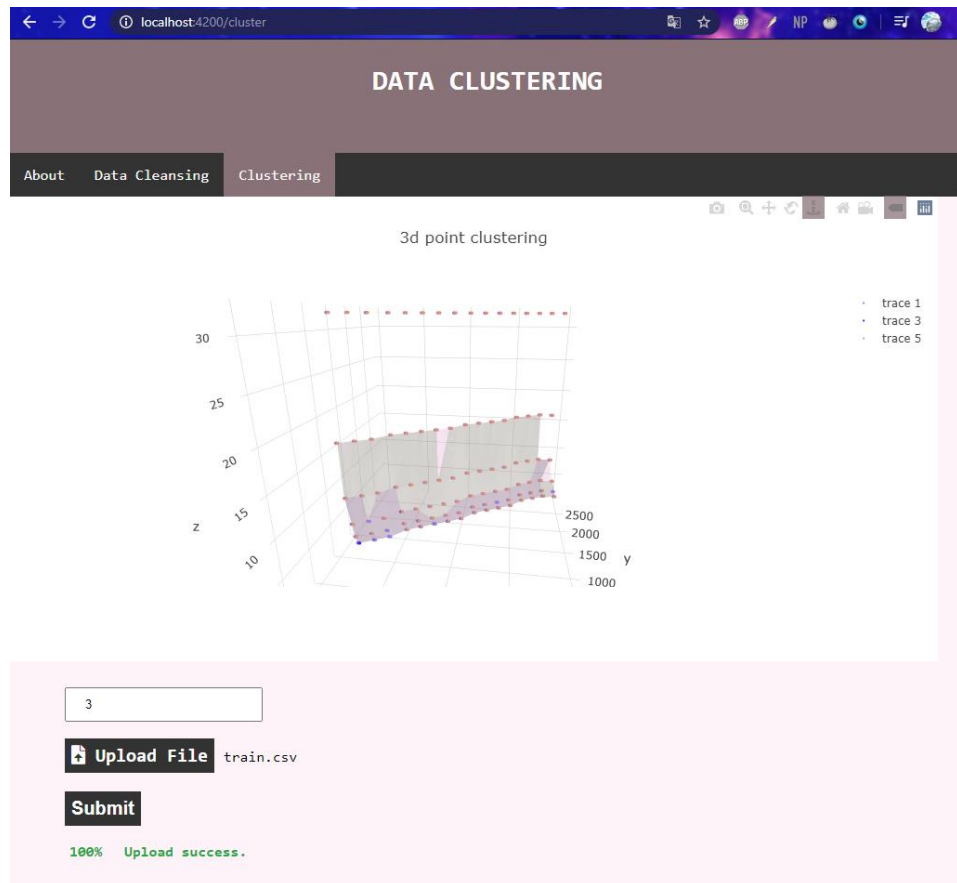 localhost:4200/cluster
ABP
NP
DATA CLUSTERING
About Data Cleansing Clustering
3d point clustering
trace 1
trace 3
trace 5
30
25
20
15
10
z
2500
2000
1500
1000
y
3
Upload File train.csv
Submit
100% Upload success.